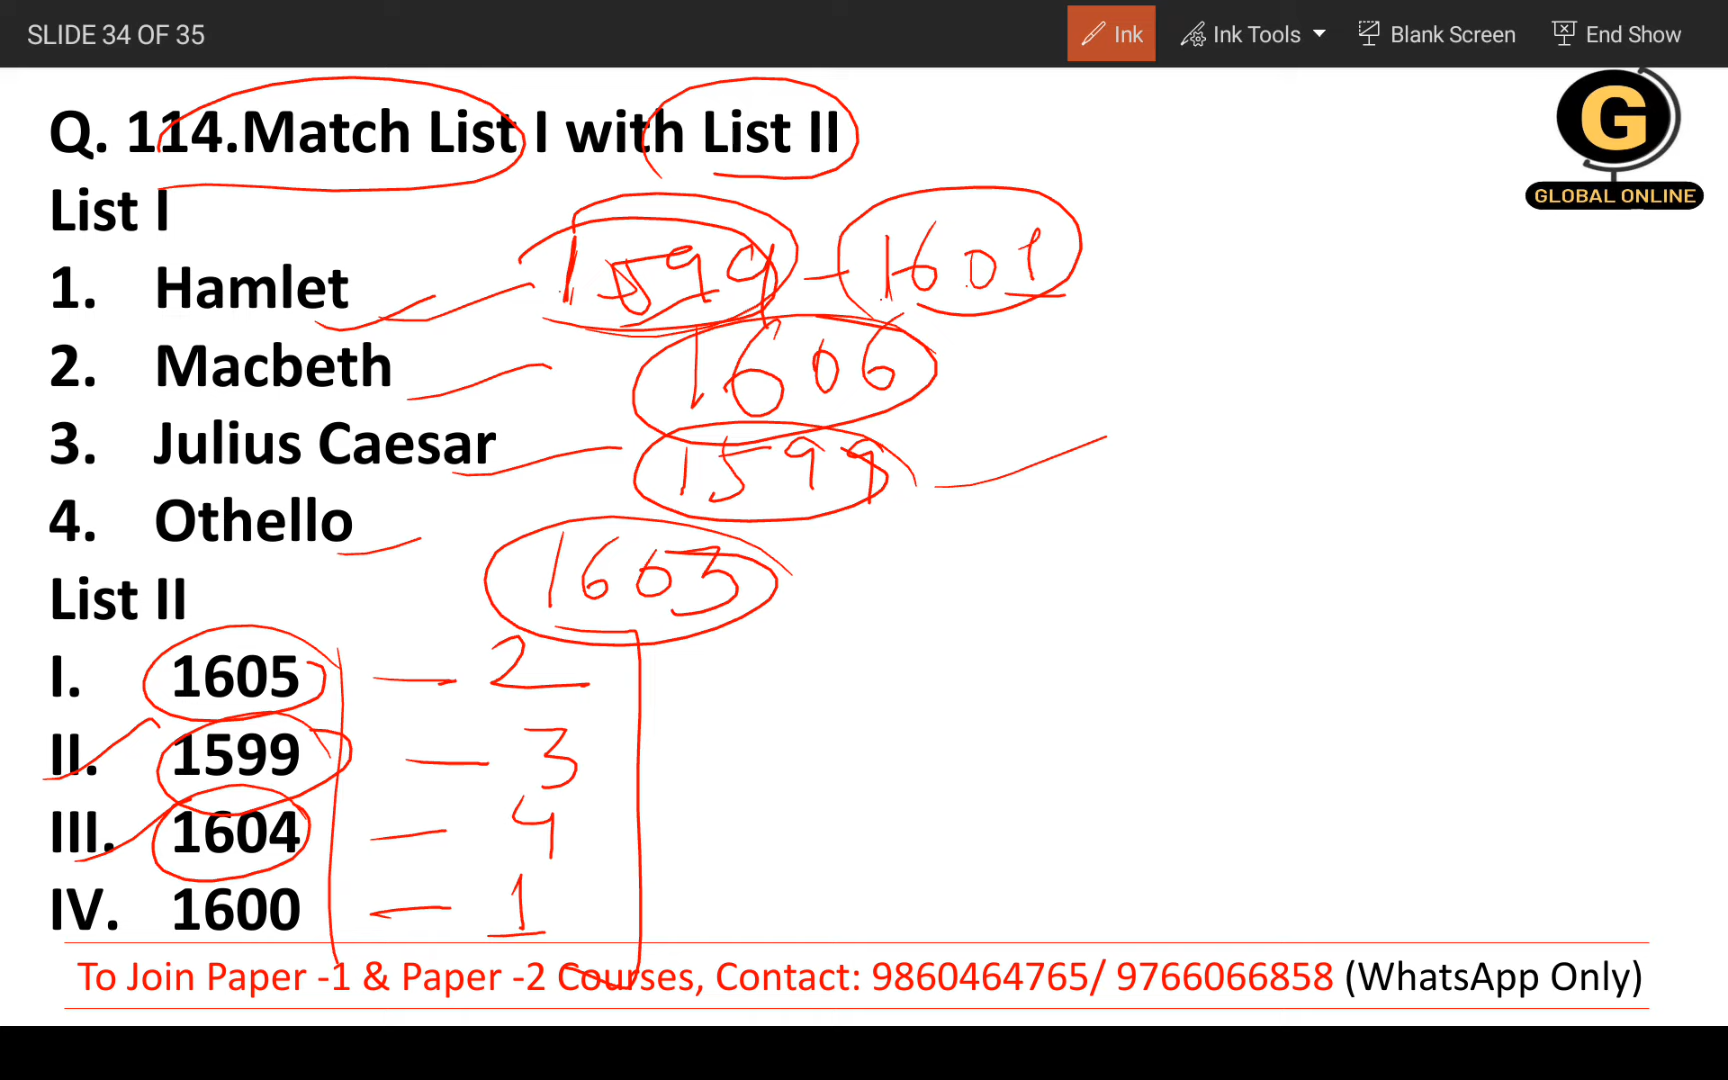 SLIDE 34 OF 35 Ink Ink Tools Blank Screen End Show
Q. 114.Match List I with List II
G
GLOBAL ONLINE
List I
1. Hamlet 1599 - 1601
2. Macbeth 1606
3. Julius Caesar 1599
4. Othello 1603
List II
I. 1605 - 2
II. 1599 - 3
III. 1604 - 4
IV. 1600 - 1
To Join Paper -1 & Paper -2 Courses, Contact: 9860464765/ 9766066858 (WhatsApp Only)